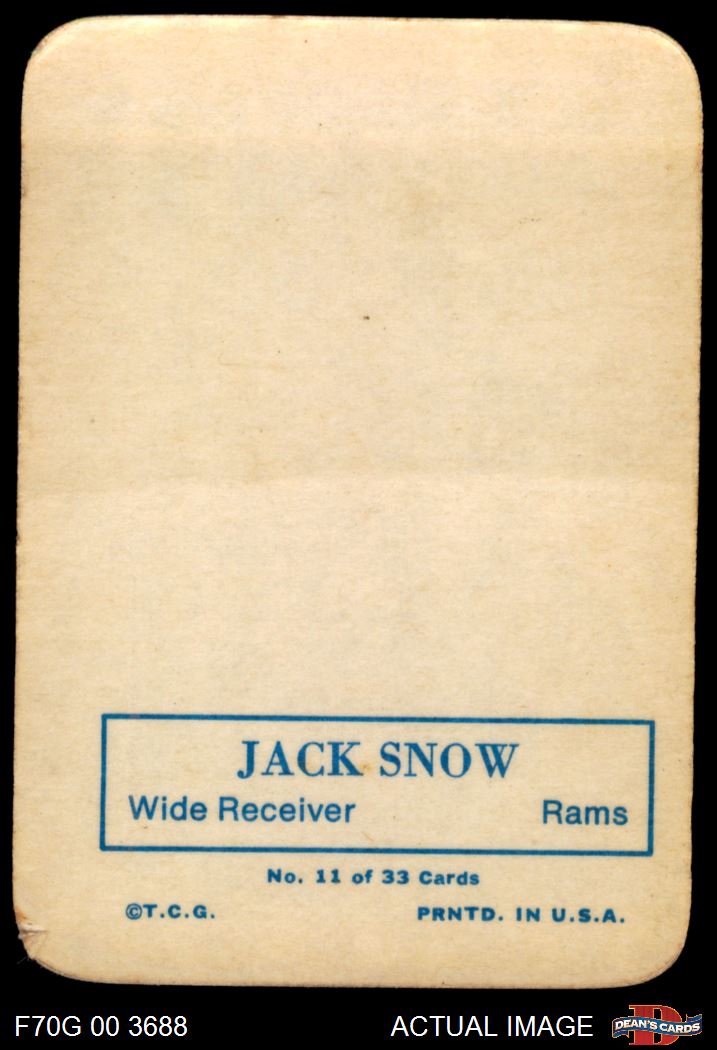 JACK SNOW
Wide Receiver Rams
No. 11 of 33 Cards
©T.C.G. PRNTD. IN U.S.A.
F70G 00 3688 ACTUAL IMAGE DEAN'S CARDS